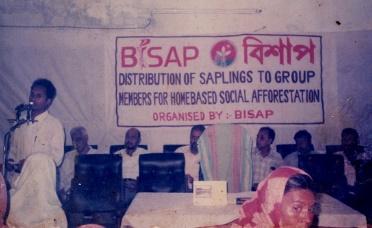 BISAP বিশাপ
DISTRIBUTION OF SAPLINGS TO GROUP
MEMBERS FOR HOMEBASED SOCIAL AFFORESTATION
ORGANISED BY:- BISAP